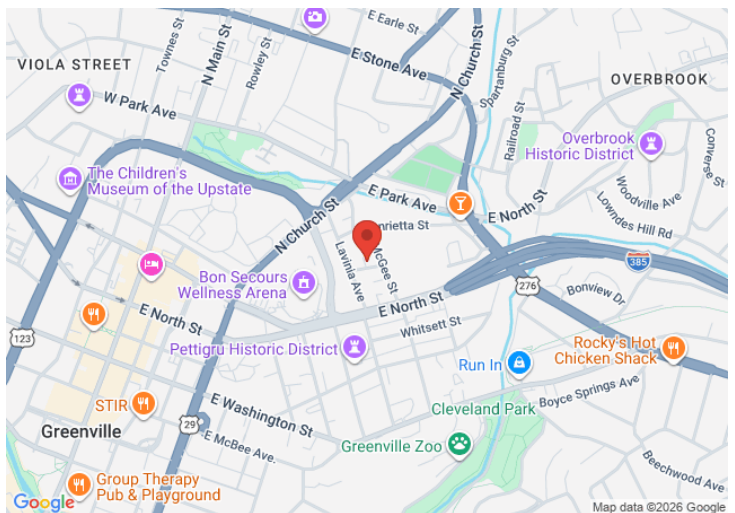 E Earle St
Townes St
N Main St
Rowley St
E Stone Ave
N Church St
Spartanburg St
VIOLA STREET
OVERBROOK
W Park Ave
Railroad St
Converse St
Overbrook
Historic District
The Children's
Museum of the Upstate
Woodville Ave
E Park Ave
E North St
Lowndes Hill Rd
N Church St
nrietta St
McGee St
Lavinia Ave
385
Bon Secours
Wellness Arena
276
Bonview Dr
E North St
E North St
Whitsett St
123
Pettigru Historic District
Rocky's Hot
Chicken Shack
Run In
Boyce Springs Ave
STIR
E Washington St
Cleveland Park
29
Greenville
E McBee Ave.
Greenville Zoo
Beechwood Ave
Group Therapy
Pub & Playground
Google
Map data ©2026 Google